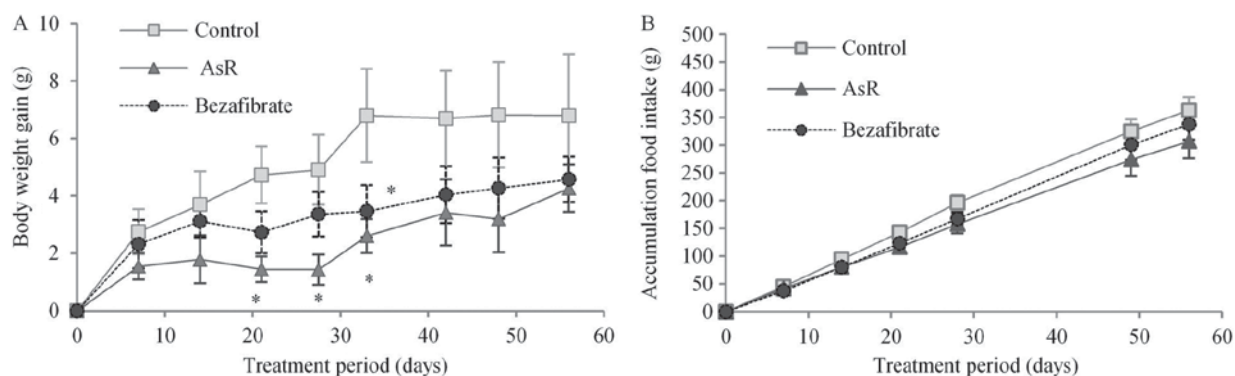 A
Body weight gain (g)
10
8
6
4
2
0
Control
AsR
Bezafibrate
*
*
*
*
0 10 20 30 40 50 60
Treatment period (days)
B
Accumulation food intake (g)
500
450
400
350
300
250
200
150
100
50
0
Control
AsR
Bezafibrate
0 10 20 30 40 50 60
Treatment period (days)